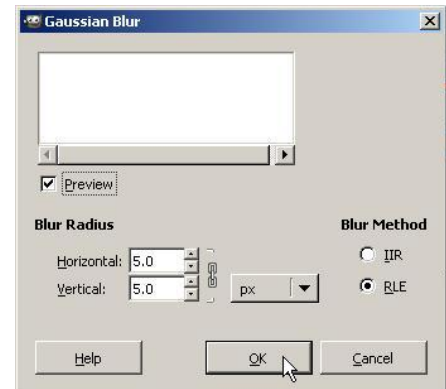 Gaussian Blur
Preview
Blur Radius
Blur Method
Horizontal: 5.0
IIR
Vertical: 5.0
px
RLE
Help
OK
Cancel